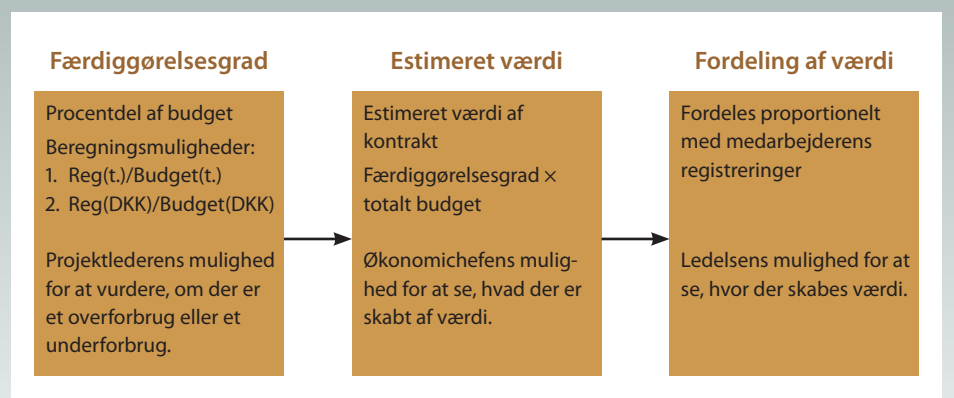 Færdiggørelsesgrad
Procentdel af budget
Beregningsmuligheder:
1. Reg(t.)/Budget(t.)
2. Reg(DKK)/Budget(DKK)
Projektlederens mulighed
for at vurdere, om der er
et overforbrug eller et
underforbrug.
Estimeret værdi
Estimeret værdi af
kontrakt
Færdiggørelsesgrad ×
totalt budget
Økonomichefens mulig-
hed for at se, hvad der er
skabt af værdi.
Fordeling af værdi
Fordeles proportionelt
med medarbejderens
registreringer
Ledelsens mulighed for at
se, hvor der skabes værdi.